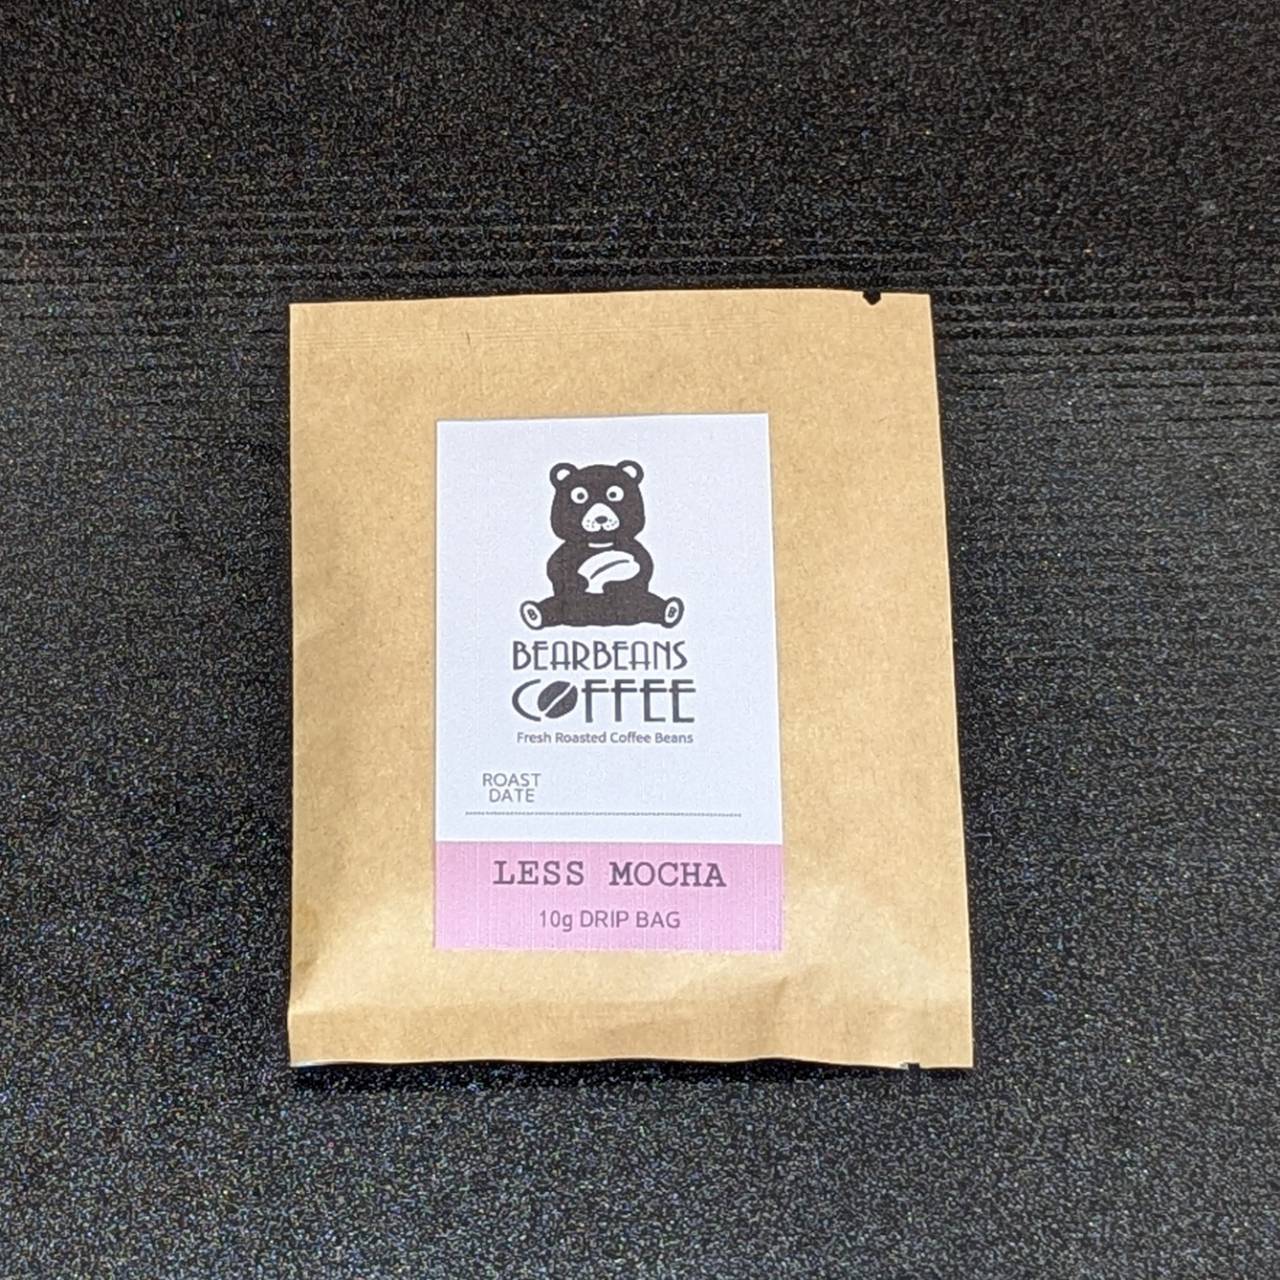 BEARBEANS
COFFEE
Fresh Roasted Coffee Beans
ROAST
DATE
LESS MOCHA
10g DRIP BAG
B
B